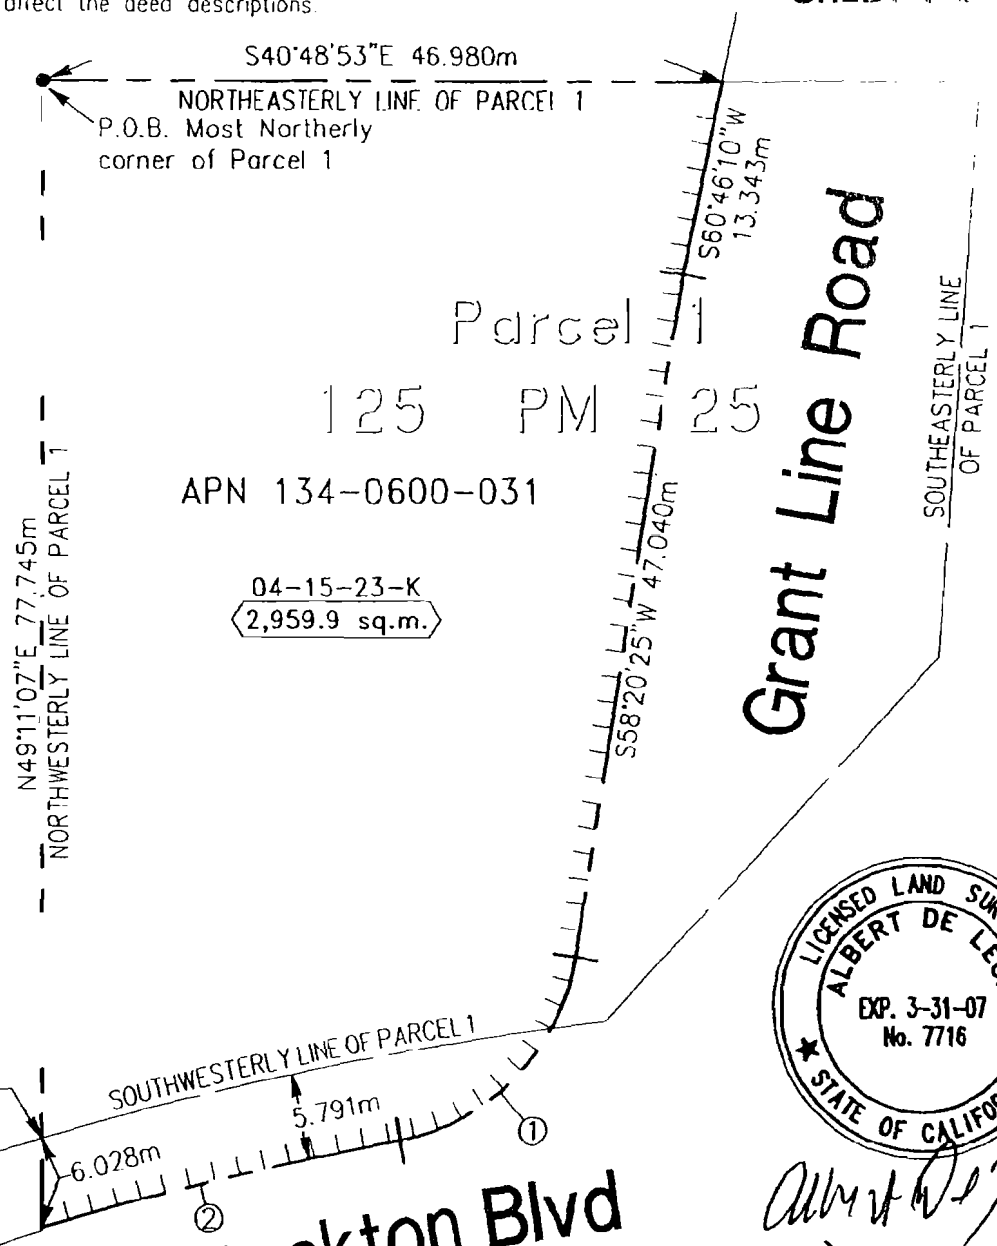 affect the deed descriptions.
S40°48'53"E 46.980m
NORTHEASTERLY LINE OF PARCEL 1
P.O.B. Most Northerly
corner of Parcel 1
S60°46'10"W
13.343m
Parcel 1
125 PM 25
APN 134-0600-031
04-15-23-K
2,959.9 sq.m.
N49°11'07"E 77.745m
NORTHWESTERLY LINE OF PARCEL 1
S58°20'25"W 47.040m
Grant Line Road
SOUTHEASTERLY LINE
OF PARCEL 1
LICENSED LAND
ALBERT DE
EXP. 3-31-07
No. 7716
STATE OF
SOUTHWESTERLY LINE OF PARCEL 1
5.791m
6.028m
1
2
Blvd